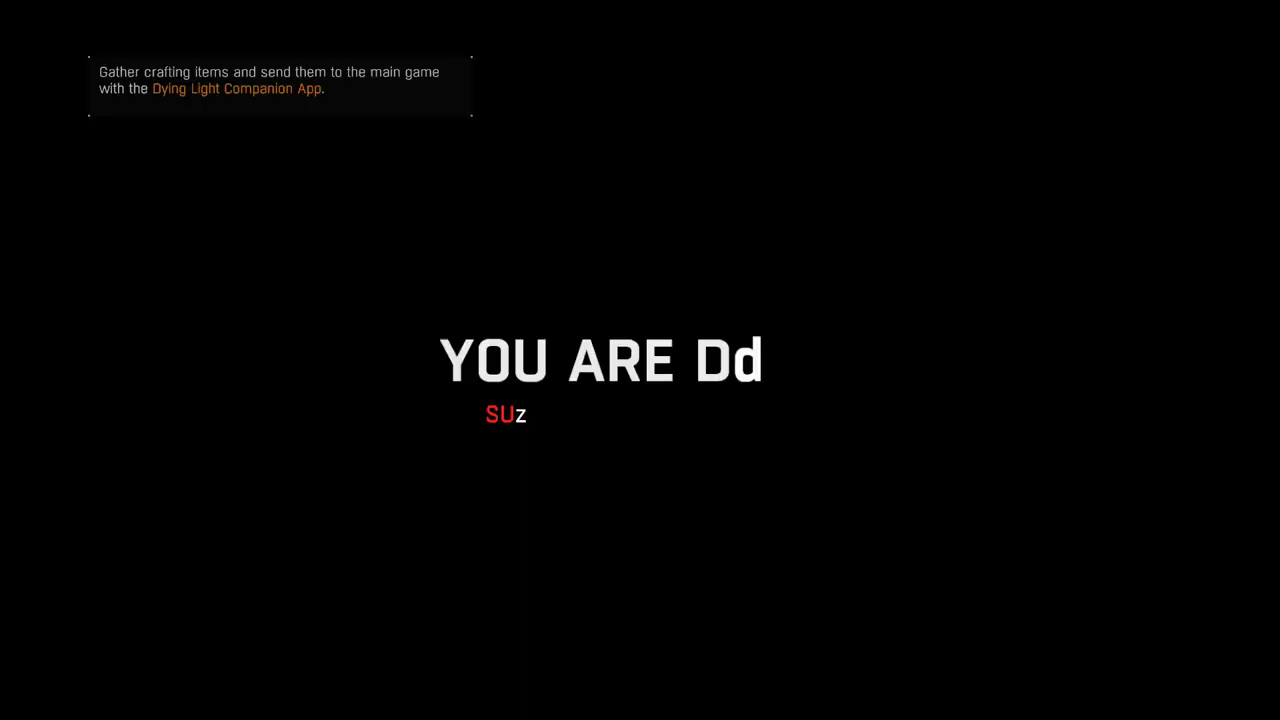 Gather crafting items and send them to the main game
with the Dying Light Companion App.
YOU ARE Dd
SUz